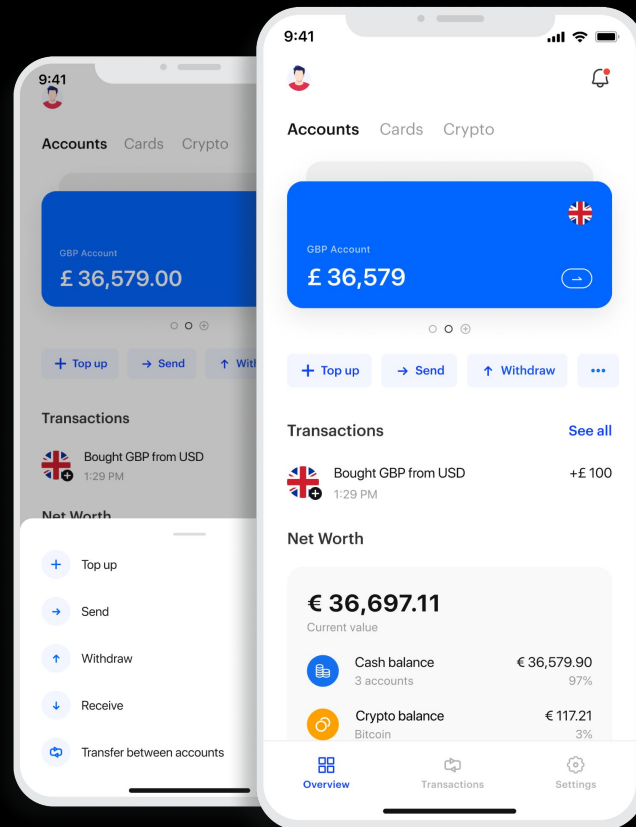 9:41
Accounts Cards Crypto
GBP Account
£ 36,579.00
Top up Send
Transactions
Bought GBP from USD
1:29 PM
Net Worth
Top up
Send
Withdraw
Receive
Transfer between accounts
9:41
Accounts Cards Crypto
GBP Account
£ 36,579
Top up Send Withdraw
Transactions See all
Bought GBP from USD +£ 100
1:29 PM
Net Worth
€ 36,697.11
Current value
Cash balance € 36,579.90
3 accounts 97%
Crypto balance € 117.21
Bitcoin 3%
Overview Transactions Settings